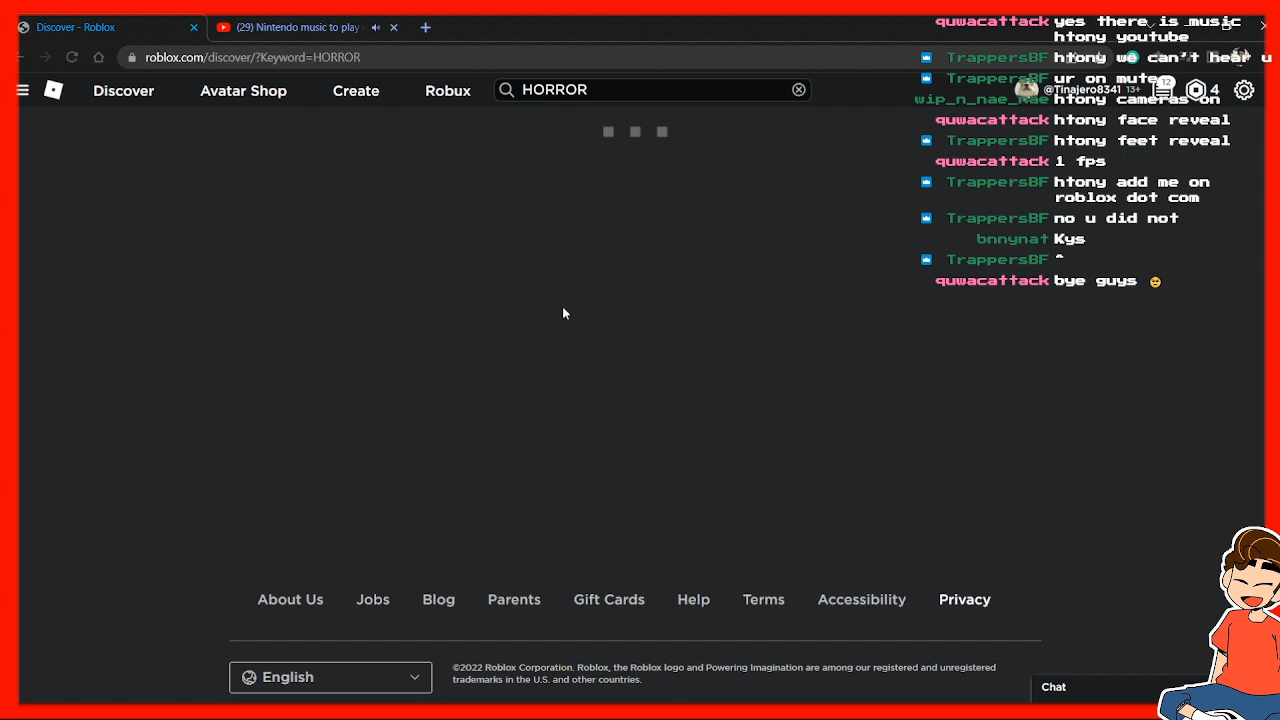 Discover - Roblox
(29) Nintendo music to play
roblox.com/discover/?Keyword=HORROR
Discover
Avatar Shop
Create
Robux
HORROR
@Tinajero8341 13+
12
4
quwacattack yes there is music
htony youtube
TrappersBF htony we can't hear u
TrappersBF ur on mute
wip_n_nae_nae htony cameras on
quwacattack htony face reveal
TrappersBF htony feet reveal
quwacattack 1 fps
TrappersBF htony add me on
roblox dot com
TrappersBF no u did not
bnnynat Kys
TrappersBF ^
quwacattack bye guys 🥺
About Us
Jobs
Blog
Parents
Gift Cards
Help
Terms
Accessibility
Privacy
English
©2022 Roblox Corporation. Roblox, the Roblox logo and Powering Imagination are among our registered and unregistered
trademarks in the U.S. and other countries.
Chat